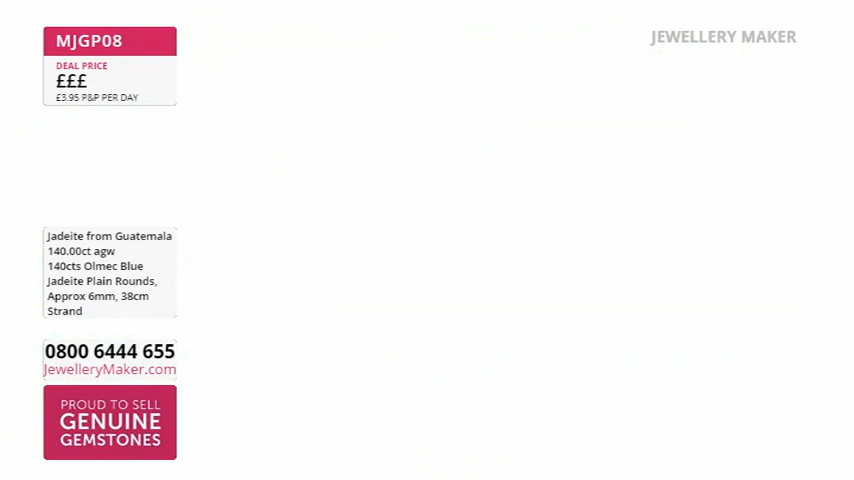 MJGP08
JEWELLERY MAKER
DEAL PRICE
£££
£3.95 P&P PER DAY
Jadeite from Guatemala
140.00ct agw
140cts Olmec Blue
Jadeite Plain Rounds,
Approx 6mm, 38cm
Strand
0800 6444 655
JewelleryMaker.com
PROUD TO SELL
GENUINE
GEMSTONES